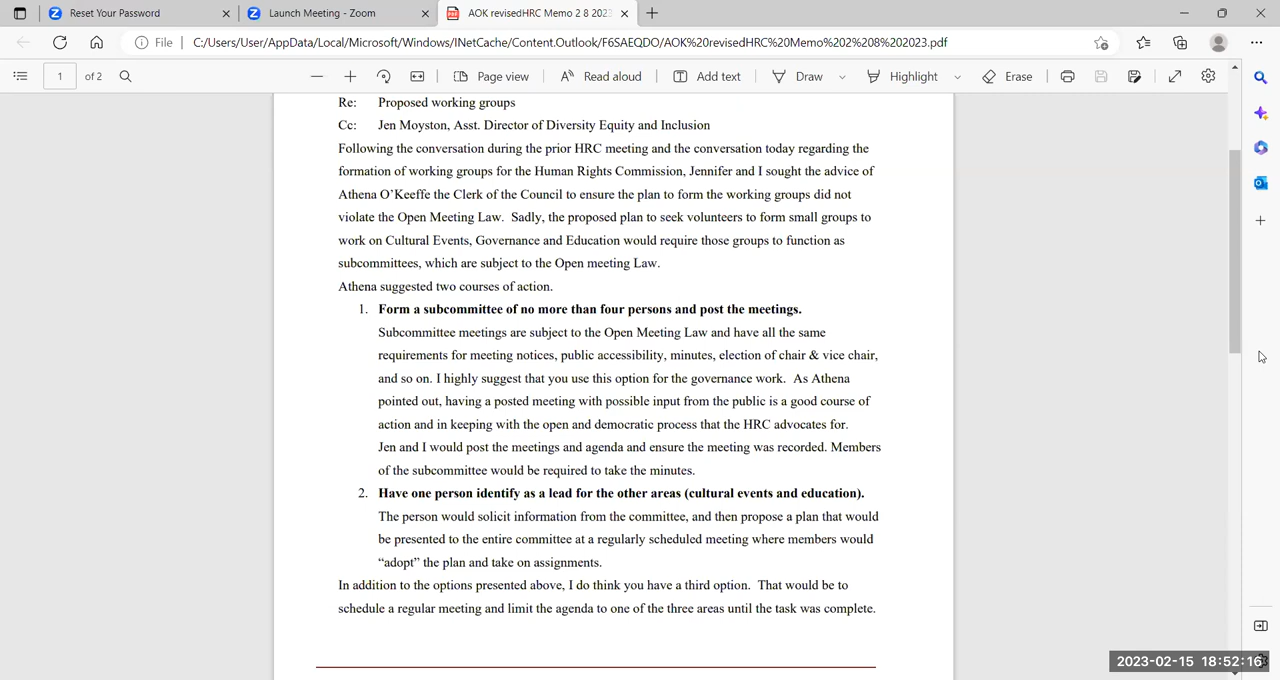 Reset Your Password
Launch Meeting - Zoom
AOK revisedHRC Memo 2 8 2023
File
C:/Users/User/AppData/Local/Microsoft/Windows/INetCache/Content.Outlook/F6SAEQDO/AOK%20revisedHRC%20Memo%202%208%202023.pdf
1 of 2
Page view
Read aloud
Add text
Draw
Highlight
Erase
Re: Proposed working groups
Cc: Jen Moyston, Asst. Director of Diversity Equity and Inclusion
Following the conversation during the prior HRC meeting and the conversation today regarding the
formation of working groups for the Human Rights Commission, Jennifer and I sought the advice of
Athena O’Keeffe the Clerk of the Council to ensure the plan to form the working groups did not
violate the Open Meeting Law. Sadly, the proposed plan to seek volunteers to form small groups to
work on Cultural Events, Governance and Education would require those groups to function as
subcommittees, which are subject to the Open meeting Law.
Athena suggested two courses of action.
1. Form a subcommittee of no more than four persons and post the meetings.
Subcommittee meetings are subject to the Open Meeting Law and have all the same
requirements for meeting notices, public accessibility, minutes, election of chair & vice chair,
and so on. I highly suggest that you use this option for the governance work. As Athena
pointed out, having a posted meeting with possible input from the public is a good course of
action and in keeping with the open and democratic process that the HRC advocates for.
Jen and I would post the meetings and agenda and ensure the meeting was recorded. Members
of the subcommittee would be required to take the minutes.
2. Have one person identify as a lead for the other areas (cultural events and education).
The person would solicit information from the committee, and then propose a plan that would
be presented to the entire committee at a regularly scheduled meeting where members would
“adopt” the plan and take on assignments.
In addition to the options presented above, I do think you have a third option. That would be to
schedule a regular meeting and limit the agenda to one of the three areas until the task was complete.
2023-02-15 18:52:16